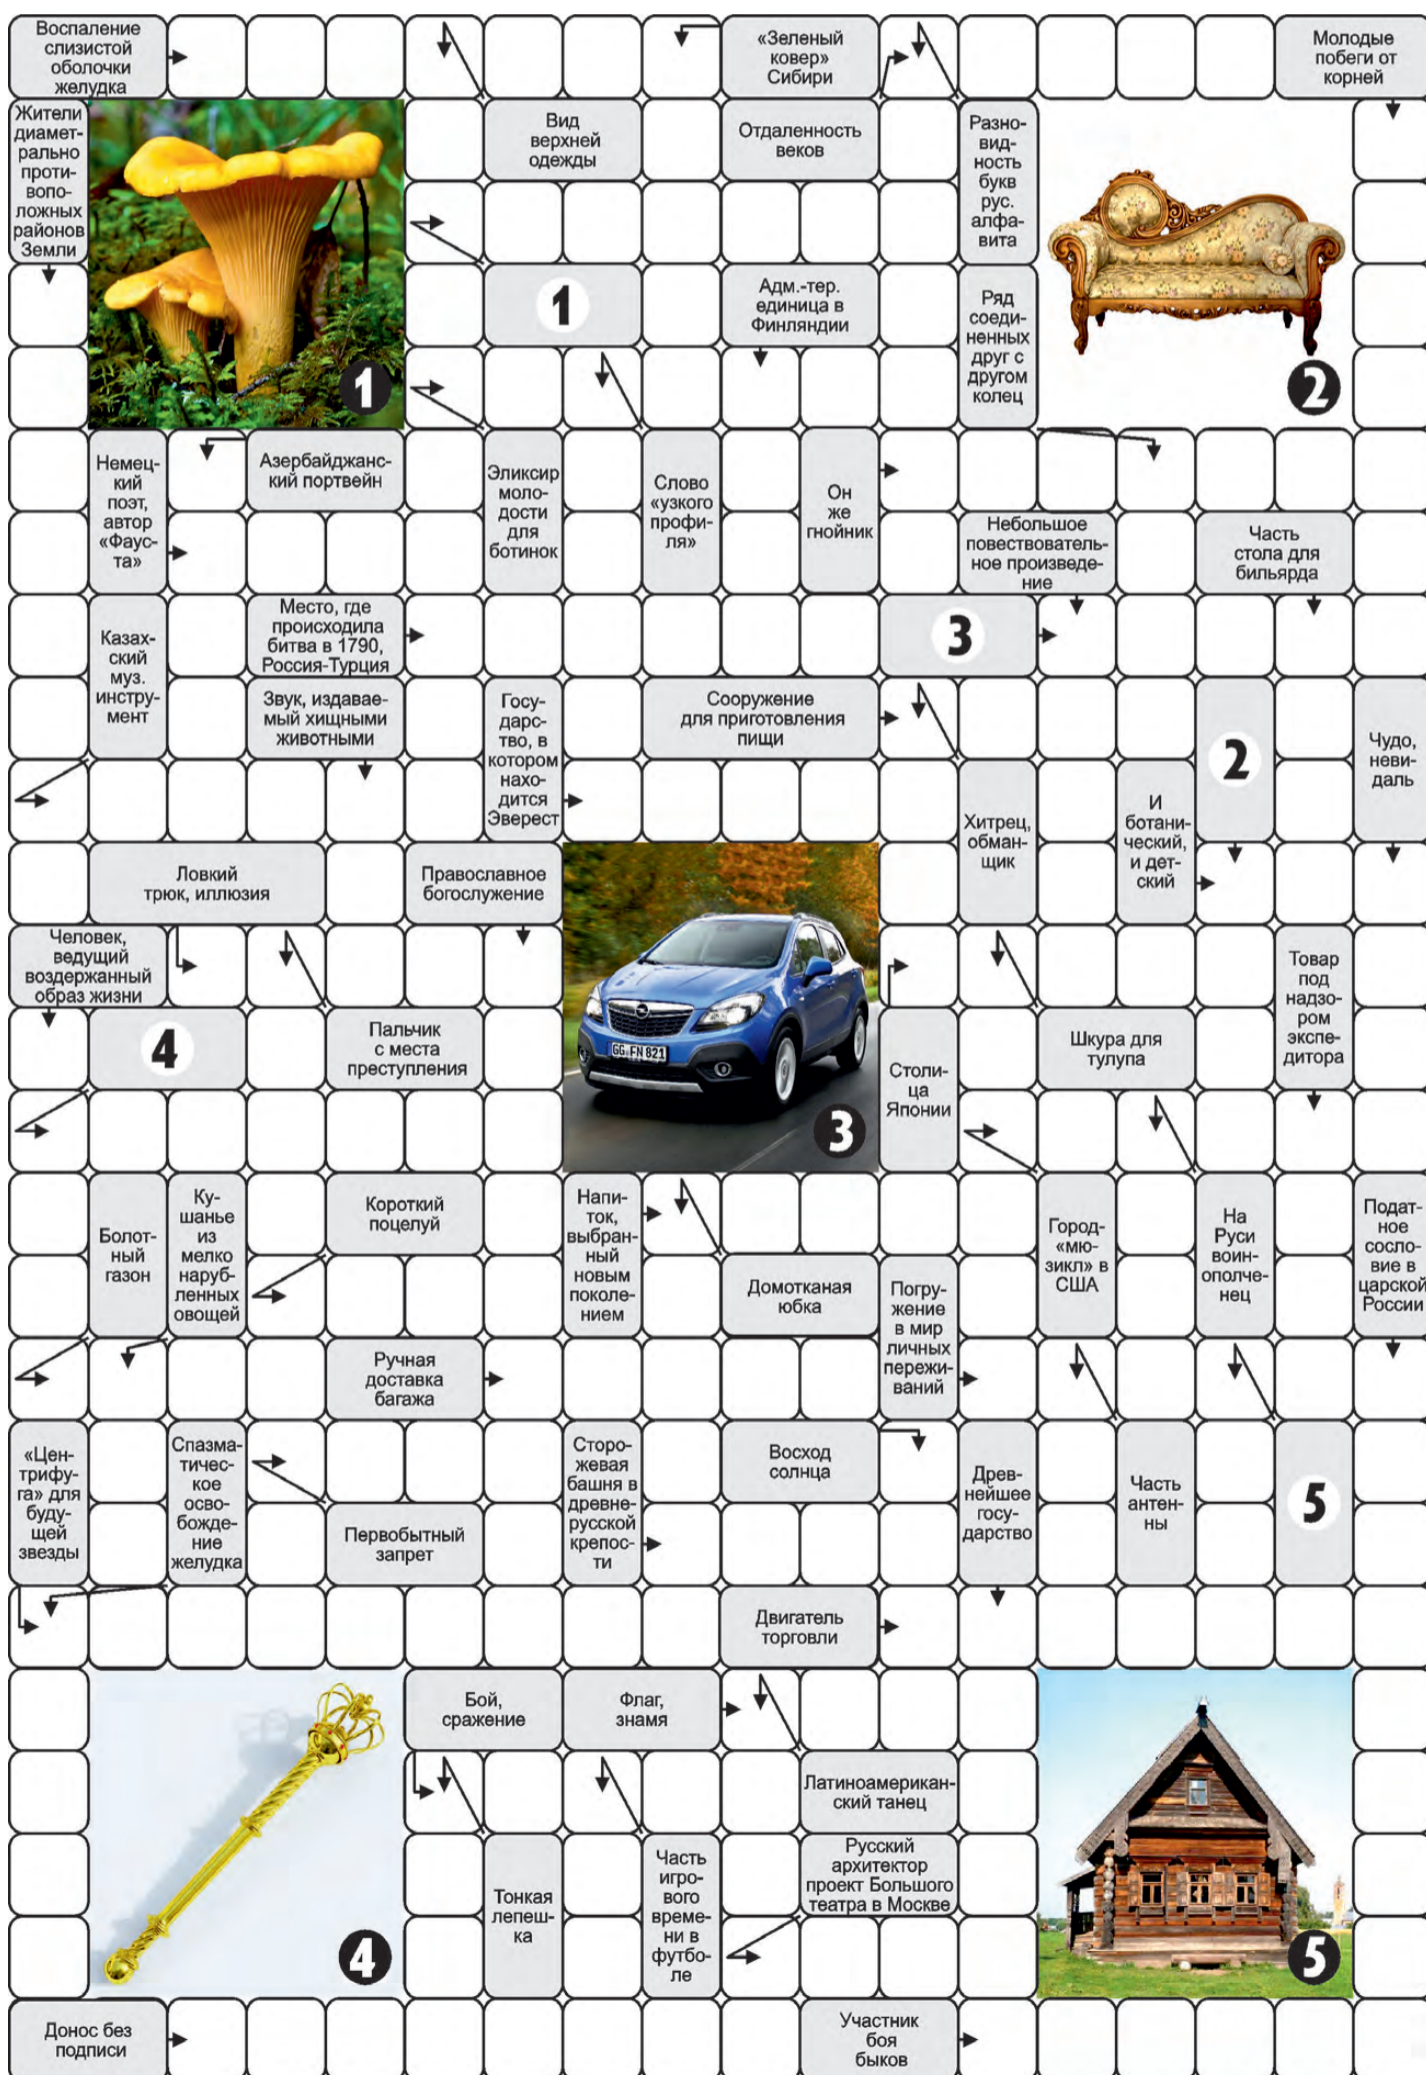 Воспаление
слизистой
оболочки
желудка
«Зеленый
ковер»
Сибири
Молодые
побеги от
корней
Жители
диамет-
рально
проти-
вопо-
ложных
районов
Земли
Вид
верхней
одежды
Отдаленность
веков
Разно-
вид-
ность
букв
рус.
алфа-
вита
1
Адм.-тер.
единица в
Финляндии
Ряд
соеди-
ненных
друг с
другом
колец
1
2
Немец-
кий
поэт,
автор
«Фаус-
та»
Азербайджанс-
кий портвейн
Эликсир
моло-
дости
для
ботинок
Слово
«узкого
профи-
ля»
Он
же
гнойник
Небольшое
повествователь-
ное произведе-
ние
Часть
стола для
бильярда
Казах-
ский
муз.
инстру-
мент
Место, где
происходила
битва в 1790,
Россия-Турция
3
Звук, издавае-
мый хищными
животными
Госу-
дарс-
тво, в
котором
нахо-
дится
Эверест
Сооружение
для приготовления
пищи
2
Чудо,
неви-
даль
Хитрец,
обман-
щик
И
ботани-
ческий,
и дет-
ский
Ловкий
трюк, иллюзия
Православное
богослужение
Человек,
ведущий
воздержанный
образ жизни
Товар
под
надзо-
ром
экспе-
дитора
4
Пальчик
с места
преступления
GG FN 821
3
Столи-
ца
Японии
Шкура для
тулупа
Болот-
ный
газон
Ку-
шанье
из
мелко
наруб-
ленных
овощей
Короткий
поцелуй
Напи-
ток,
выбран-
ный
новым
поколе-
нием
Домотканая
юбка
Погру-
жение
в мир
личных
пережи-
ваний
Город-
«мю-
зикл» в
США
На
Руси
воин-
ополче-
нец
Подат-
ное
сосло-
вие в
царской
России
Ручная
доставка
багажа
«Цен-
трифу-
га» для
буду-
щей
звезды
Спазма-
тичес-
кое
осво-
божде-
ние
желудка
Первобытный
запрет
Сторо-
жевая
башня в
древне-
русской
крепос-
ти
Восход
солнца
Древ-
нейшее
госу-
дарство
Часть
антен-
ны
5
Двигатель
торговли
Бой,
сражение
Флаг,
знамя
Латиноамерикан-
ский танец
Тонкая
лепеш-
ка
Часть
игро-
вого
време-
ни в
футбо-
ле
Русский
архитектор
проект Большого
театра в Москве
4
5
Донос без
подписи
Участник
боя
быков